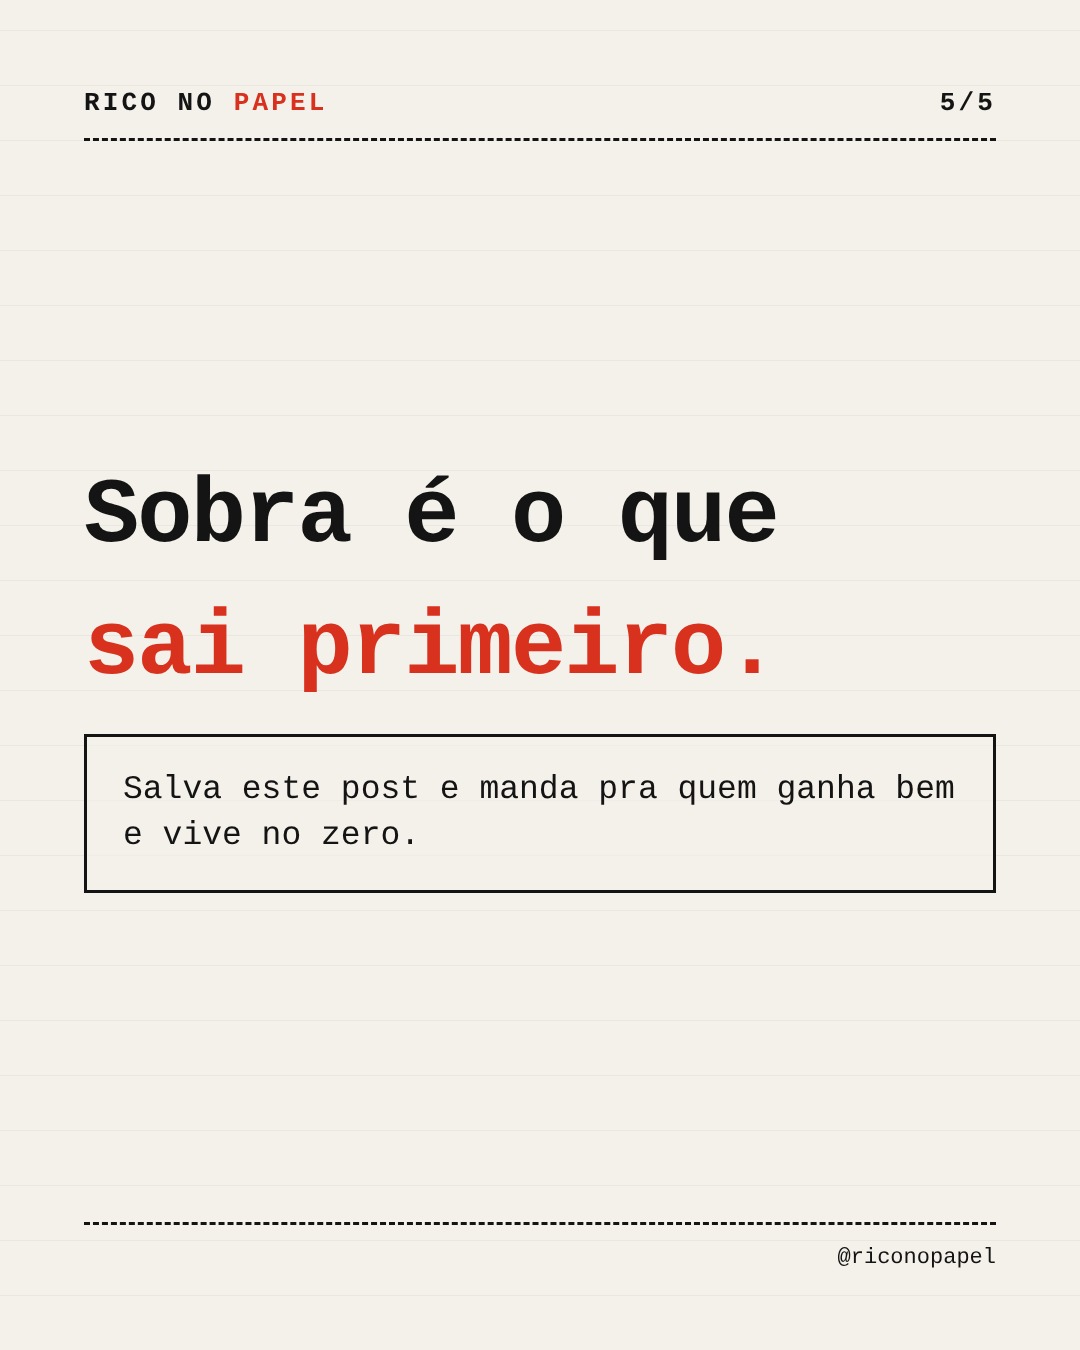 RICO NO PAPEL 5/5
Sobra é o que
sai primeiro.
Salva este post e manda pra quem ganha bem
e vive no zero.
@riconopapel